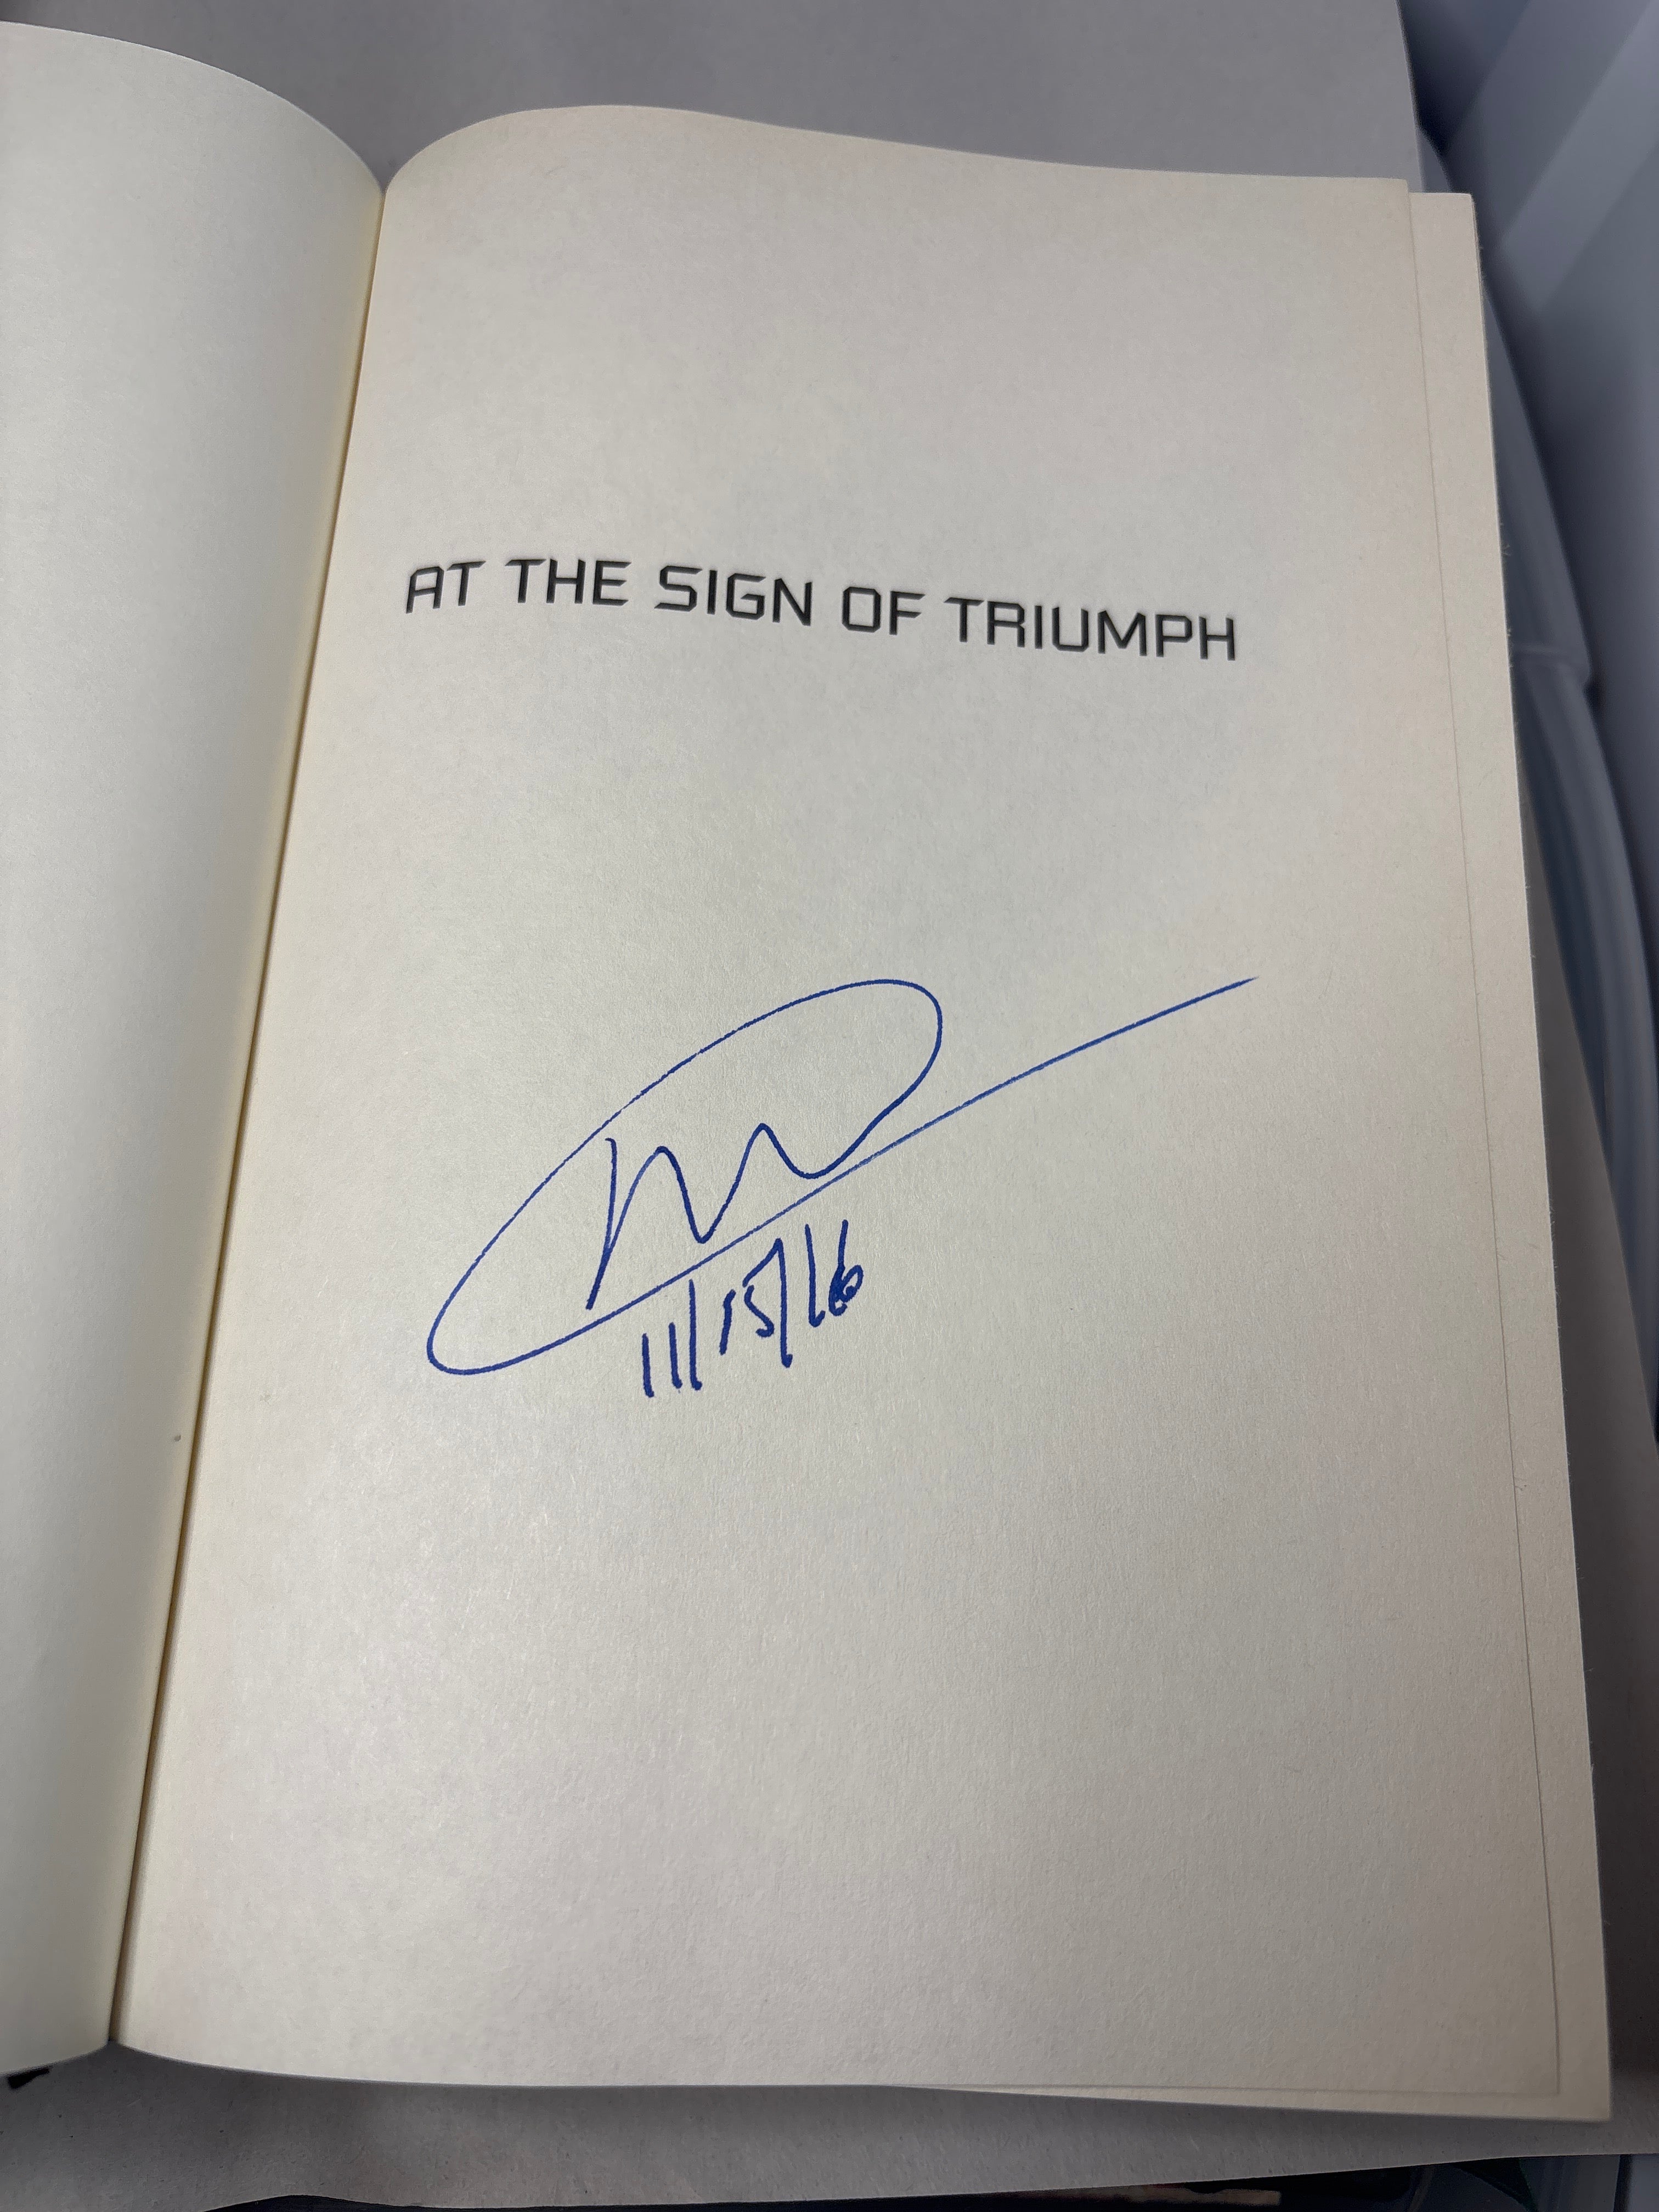 AT THE SIGN OF TRIUMPH
11/15/16